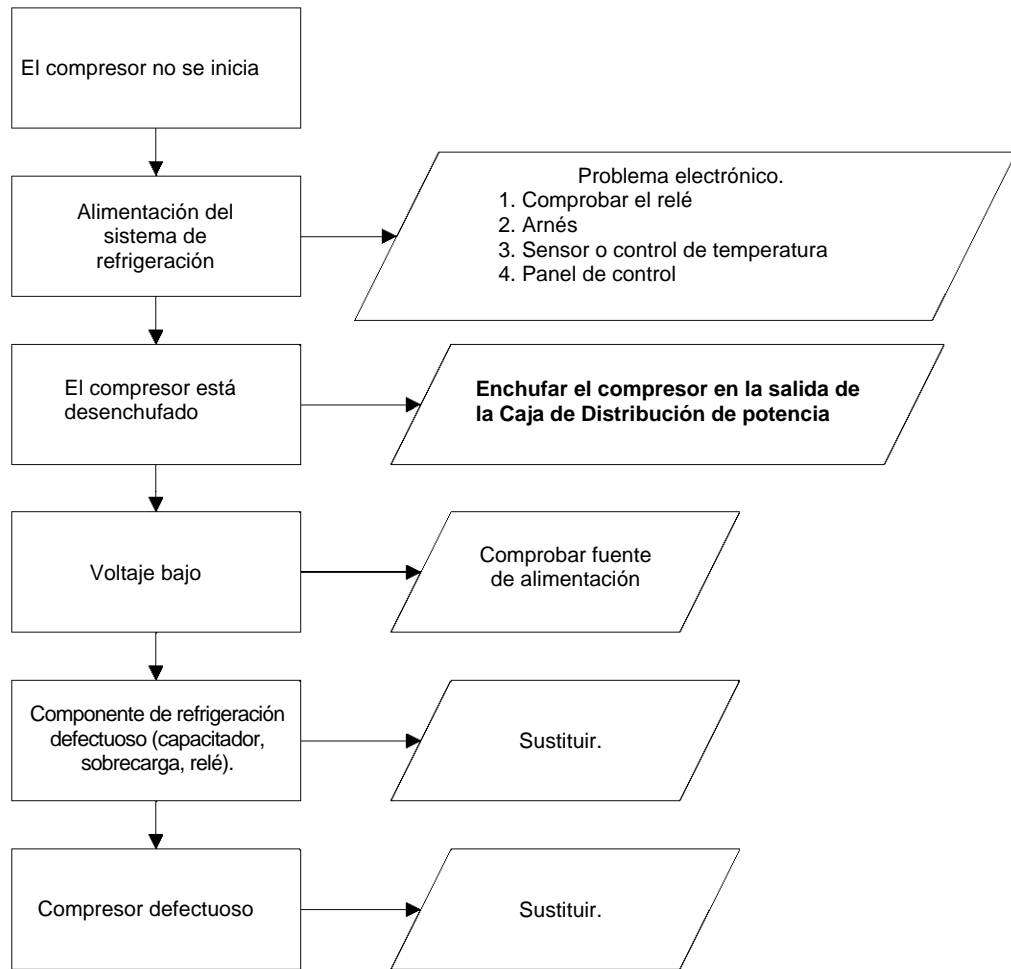 El compresor no se inicia
Alimentación del
sistema de
refrigeración
Problema electrónico.
1. Comprobar el relé
2. Arnés
3. Sensor o control de temperatura
4. Panel de control
El compresor está
desenchufado
Enchufar el compresor en la salida de
la Caja de Distribución de potencia
Voltaje bajo
Comprobar fuente
de alimentación
Componente de refrigeración
defectuoso (capacitador,
sobrecarga, relé).
Sustituir.
Compresor defectuoso
Sustituir.